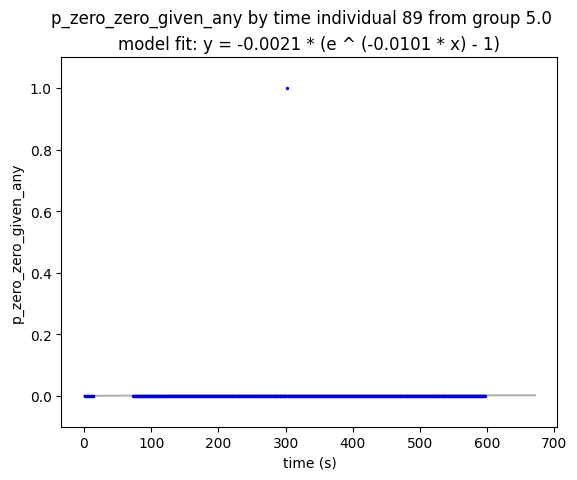 p_zero_zero_given_any by time individual 89 from group 5.0
model fit: y = -0.0021 * (e ^ (-0.0101 * x) - 1)
1.0
0.8
0.6
0.4
0.2
0.0
p_zero_zero_given_any
0 100 200 300 400 500 600 700
time (s)